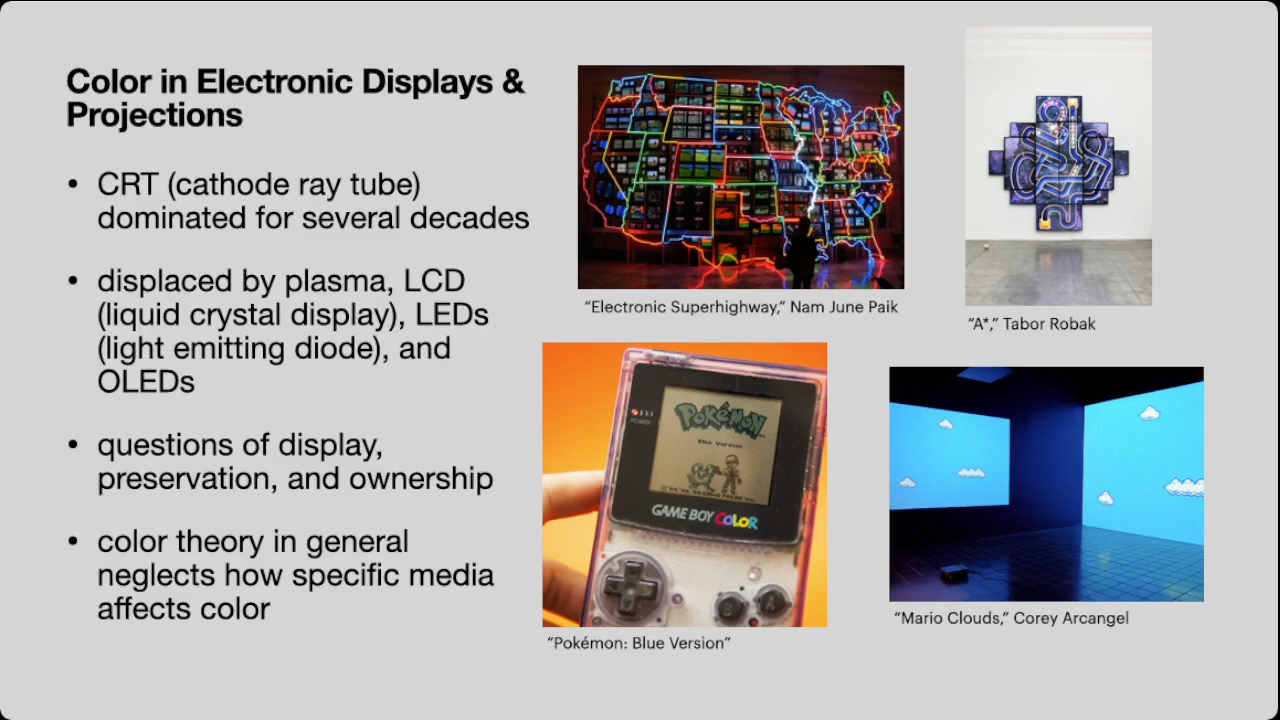 Color in Electronic Displays &
Projections
• CRT (cathode ray tube)
dominated for several decades
• displaced by plasma, LCD
(liquid crystal display), LEDs
(light emitting diode), and
OLEDs
• questions of display,
preservation, and ownership
• color theory in general
neglects how specific media
affects color
“Electronic Superhighway,” Nam June Paik
“A*,” Tabor Robak
POWER
POKéMON
Blue Version
GAME BOY COLOR
B
A
“Pokémon: Blue Version”
“Mario Clouds,” Corey Arcangel